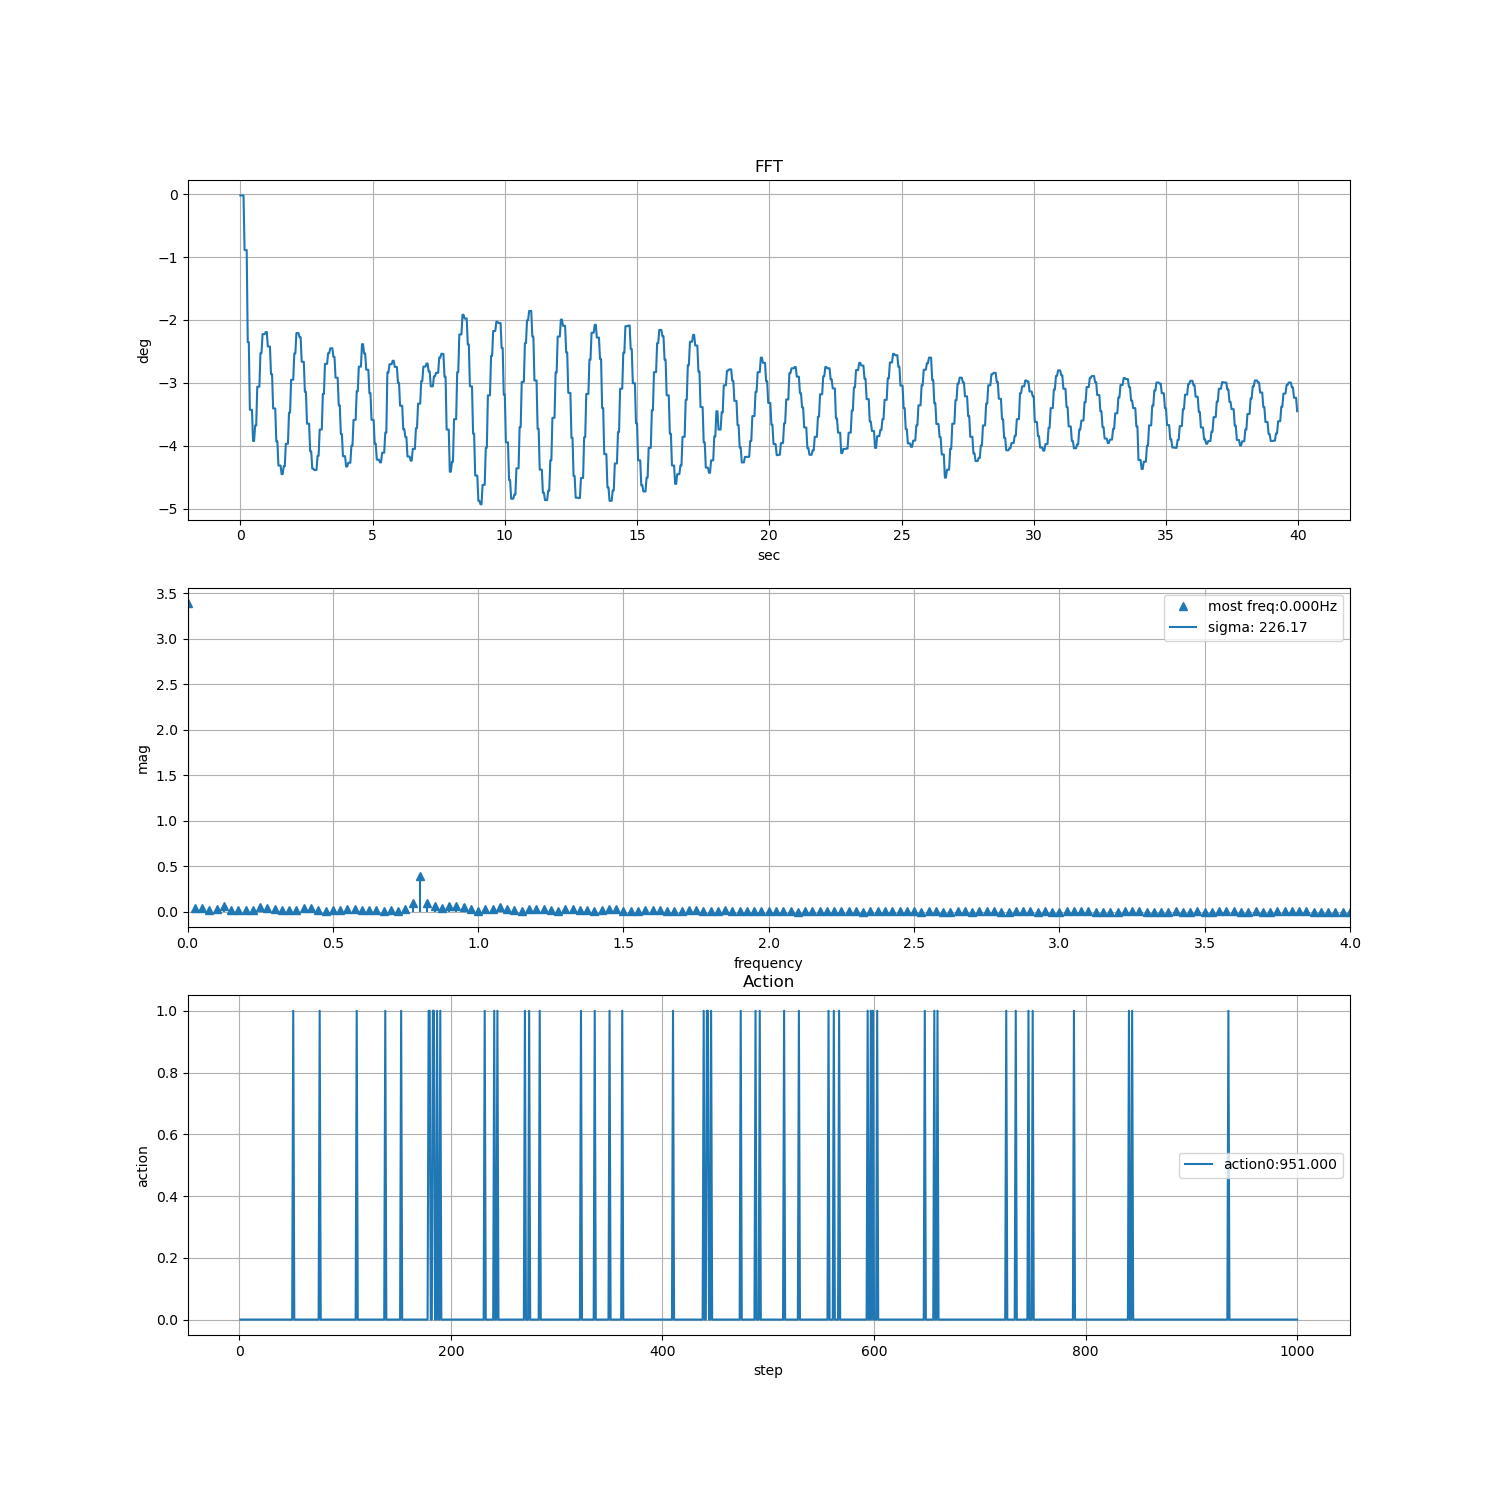 FFT
0
−1
−2
−3
−4
−5
deg
0 5 10 15 20 25 30 35 40
sec
3.5
3.0
2.5
2.0
1.5
1.0
0.5
0.0
mag
most freq:0.000Hz
sigma: 226.17
0.0 0.5 1.0 1.5 2.0 2.5 3.0 3.5 4.0
frequency
Action
1.0
0.8
0.6
0.4
0.2
0.0
action
action0:951.000
0 200 400 600 800 1000
step